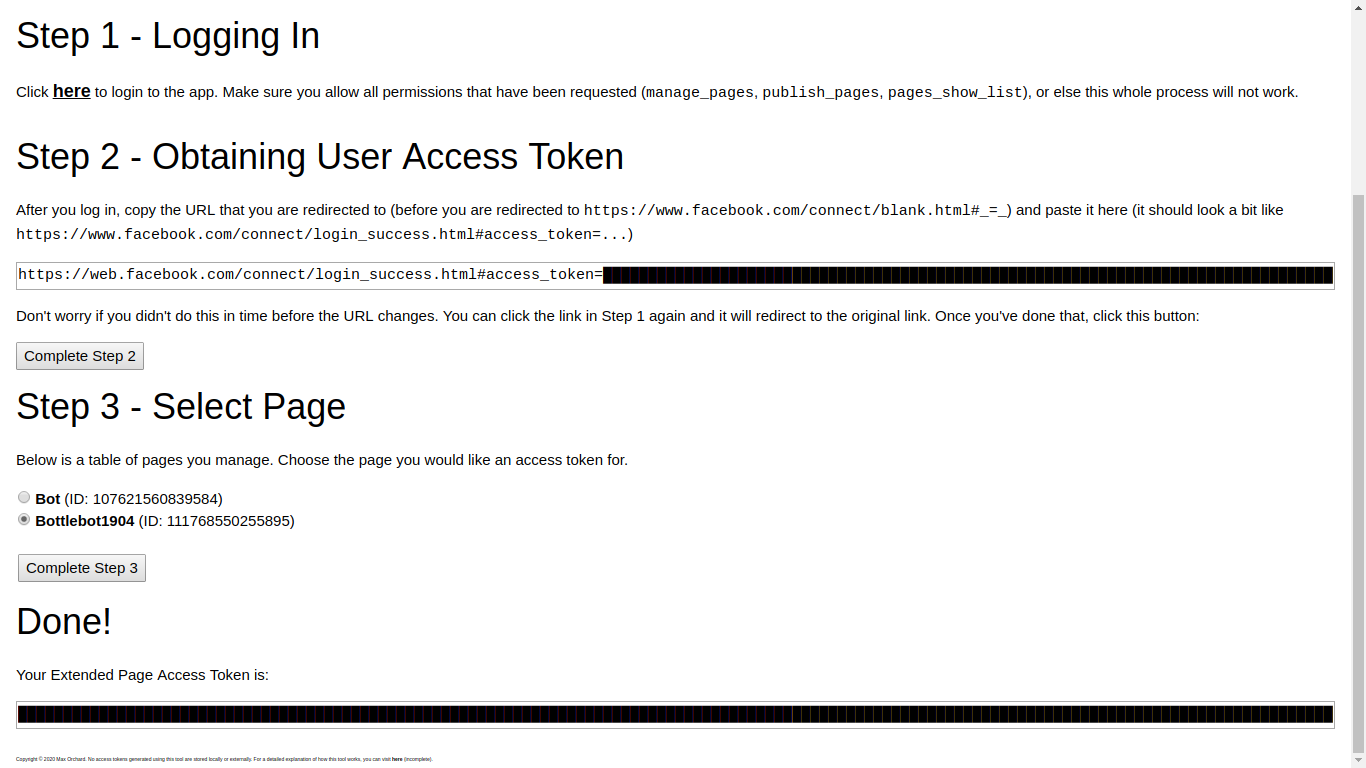 Step 1 - Logging In
Click here to login to the app. Make sure you allow all permissions that have been requested (manage_pages, publish_pages, pages_show_list), or else this whole process will not work.
Step 2 - Obtaining User Access Token
After you log in, copy the URL that you are redirected to (before you are redirected to https://www.facebook.com/connect/blank.html#_=_) and paste it here (it should look a bit like
https://www.facebook.com/connect/login_success.html#access_token=...)
https://web.facebook.com/connect/login_success.html#access_token=
Don't worry if you didn't do this in time before the URL changes. You can click the link in Step 1 again and it will redirect to the original link. Once you've done that, click this button:
Complete Step 2
Step 3 - Select Page
Below is a table of pages you manage. Choose the page you would like an access token for.
Bot (ID: 107621560839584)
Bottlebot1904 (ID: 111768550255895)
Complete Step 3
Done!
Your Extended Page Access Token is:
Copyright © 2020 Max Orchard. No access tokens generated using this tool are stored locally or externally. For a detailed explanation of how this tool works, you can visit here (incomplete).